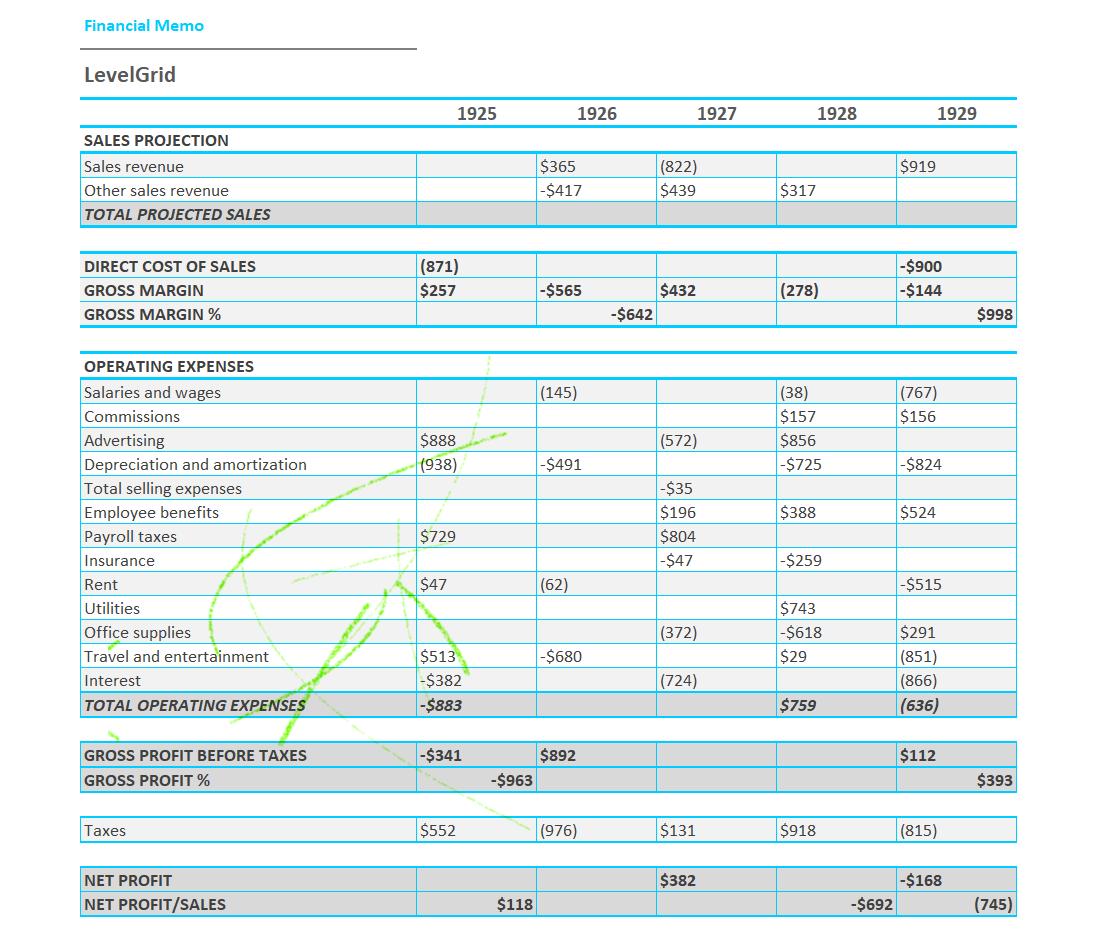 Financial Memo
LevelGrid
1925 1926 1927 1928 1929
SALES PROJECTION
Sales revenue $365 (822) $919
Other sales revenue -$417 $439 $317
TOTAL PROJECTED SALES
DIRECT COST OF SALES (871) -$900
GROSS MARGIN $257 -$565 $432 (278) -$144
GROSS MARGIN % -$642 $998
OPERATING EXPENSES
Salaries and wages (145) (38) (767)
Commissions $157 $156
Advertising $888 (572) $856
Depreciation and amortization (938) -$491 -$725 -$824
Total selling expenses -$35
Employee benefits $196 $388 $524
Payroll taxes $729 $804
Insurance -$47 -$259
Rent $47 (62) -$515
Utilities $743
Office supplies (372) -$618 $291
Travel and entertainment $513 -$680 $29 (851)
Interest -$382 (724) (866)
TOTAL OPERATING EXPENSES -$883 $759 (636)
GROSS PROFIT BEFORE TAXES -$341 $892 $112
GROSS PROFIT % -$963 $393
Taxes $552 (976) $131 $918 (815)
NET PROFIT $382 -$168
NET PROFIT/SALES $118 -$692 (745)